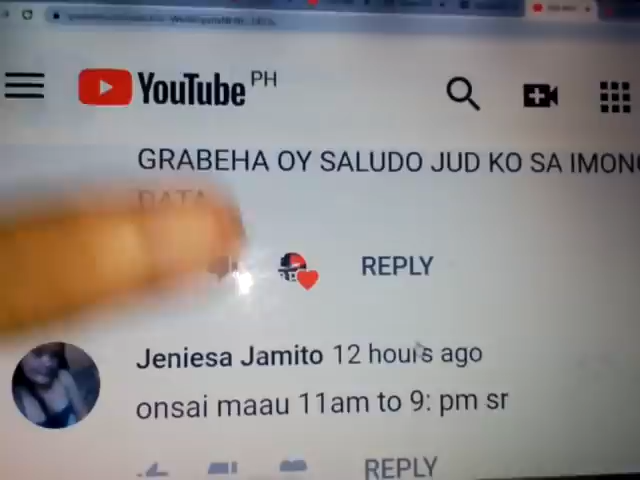 YouTube PH
GRABEHA OY SALUDO JUD KO SA IMONG
DATA
REPLY
Jeniesa Jamito 12 hours ago
onsai maau 11am to 9: pm sr
REPLY